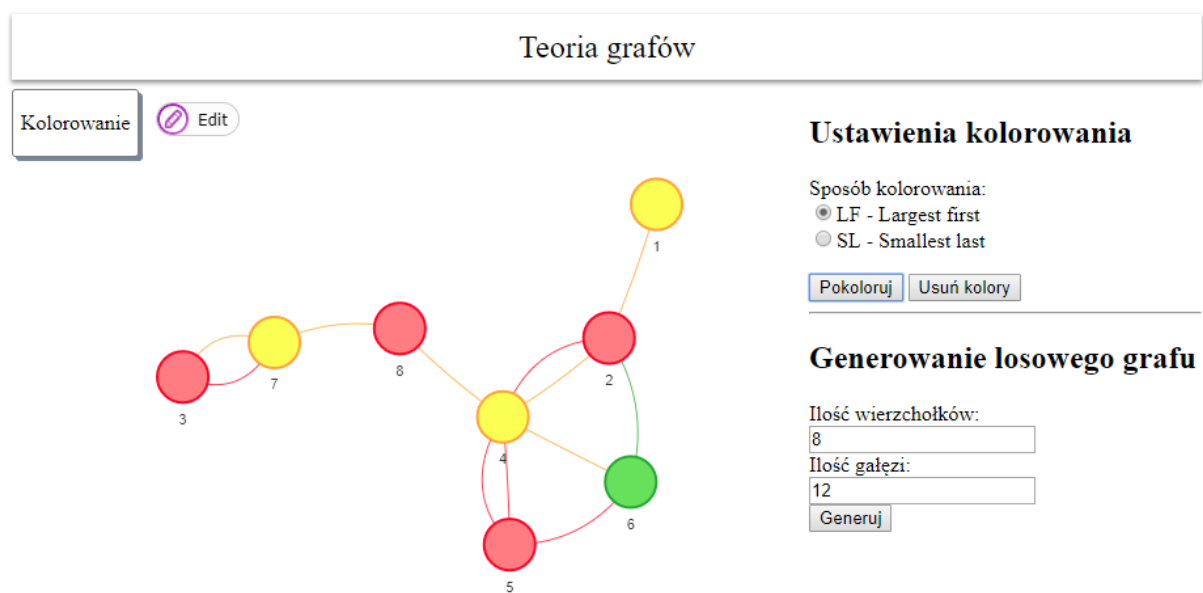 Teoria grafów
Kolorowanie
Edit
1
2
3
7
8
4
6
5
Ustawienia kolorowania
Sposób kolorowania:
LF - Largest first
SL - Smallest last
Pokoloruj Usuń kolory
Generowanie losowego grafu
Ilość wierzchołków:
8
Ilość gałęzi:
12
Generuj